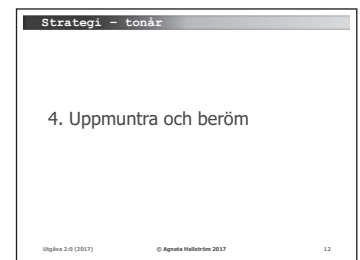 Strategi – tonår
4. Uppmuntra och beröm
Utgåva 2:0 (2017) © Agneta Hellström 2017 12